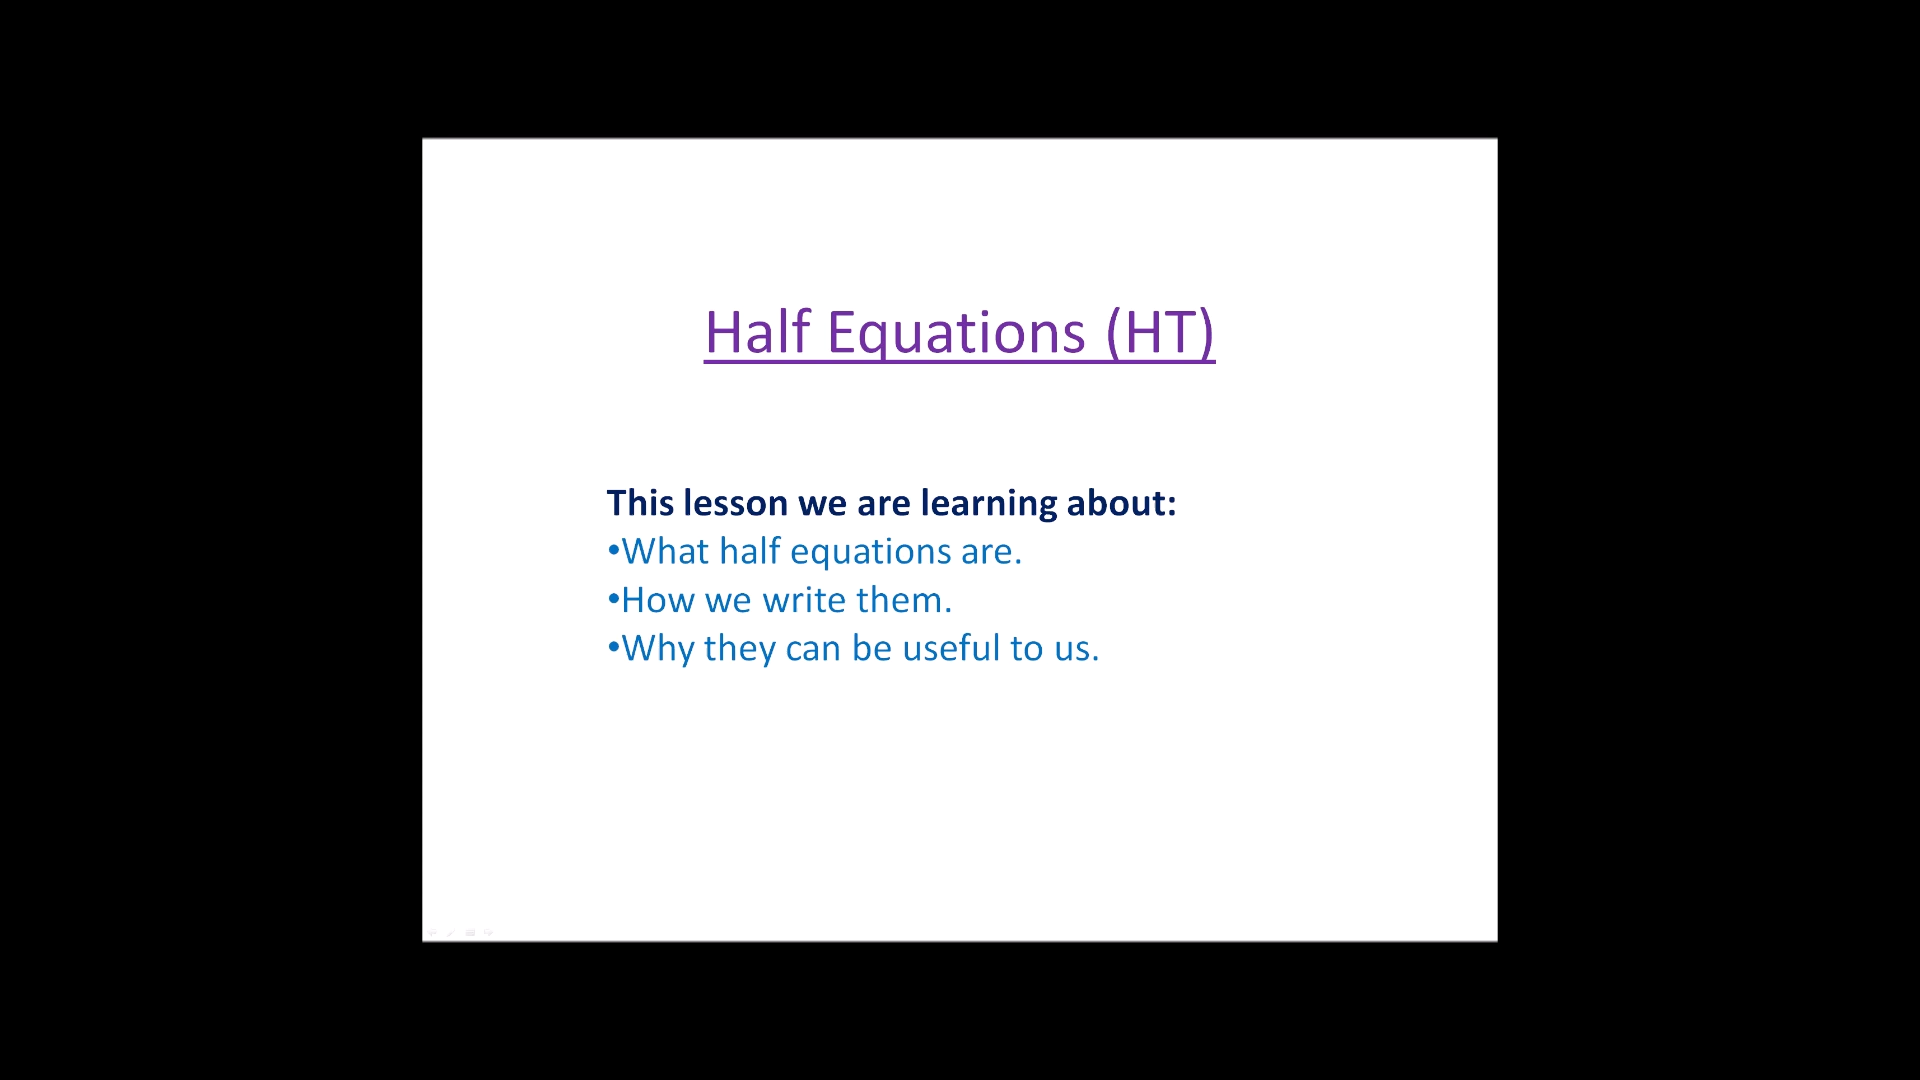 Half Equations (HT)
This lesson we are learning about:
•What half equations are.
•How we write them.
•Why they can be useful to us.